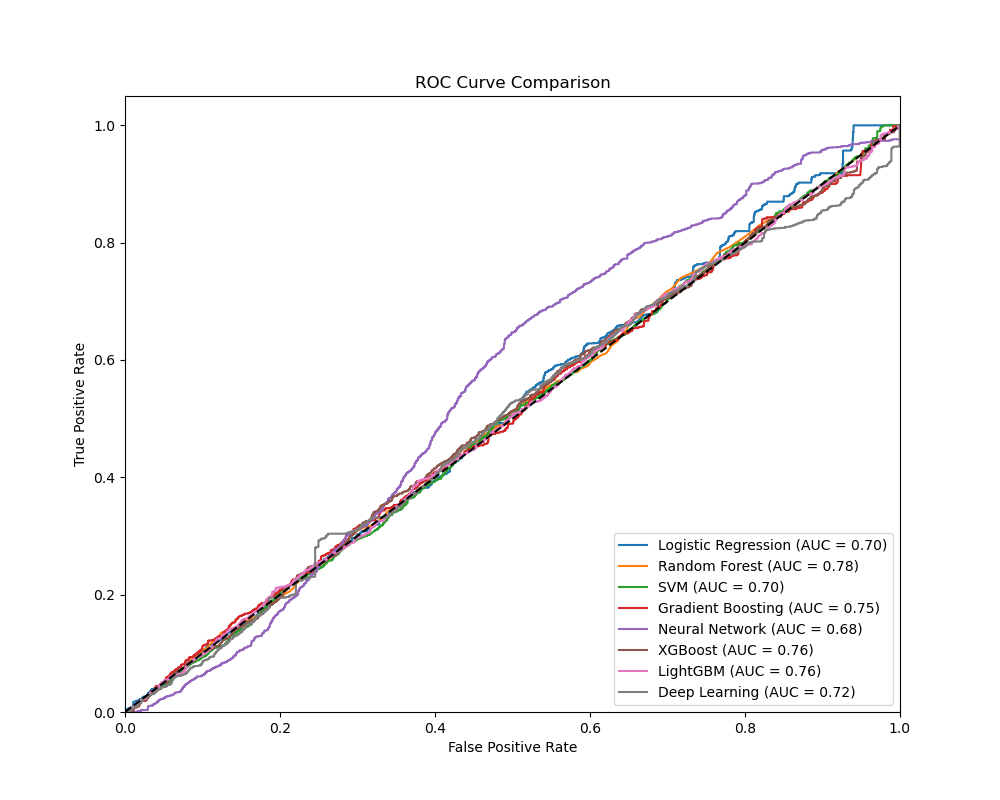 ROC Curve Comparison
True Positive Rate
1.0
0.8
0.6
0.4
0.2
0.0
0.0 0.2 0.4 0.6 0.8 1.0
False Positive Rate
Logistic Regression (AUC = 0.70)
Random Forest (AUC = 0.78)
SVM (AUC = 0.70)
Gradient Boosting (AUC = 0.75)
Neural Network (AUC = 0.68)
XGBoost (AUC = 0.76)
LightGBM (AUC = 0.76)
Deep Learning (AUC = 0.72)